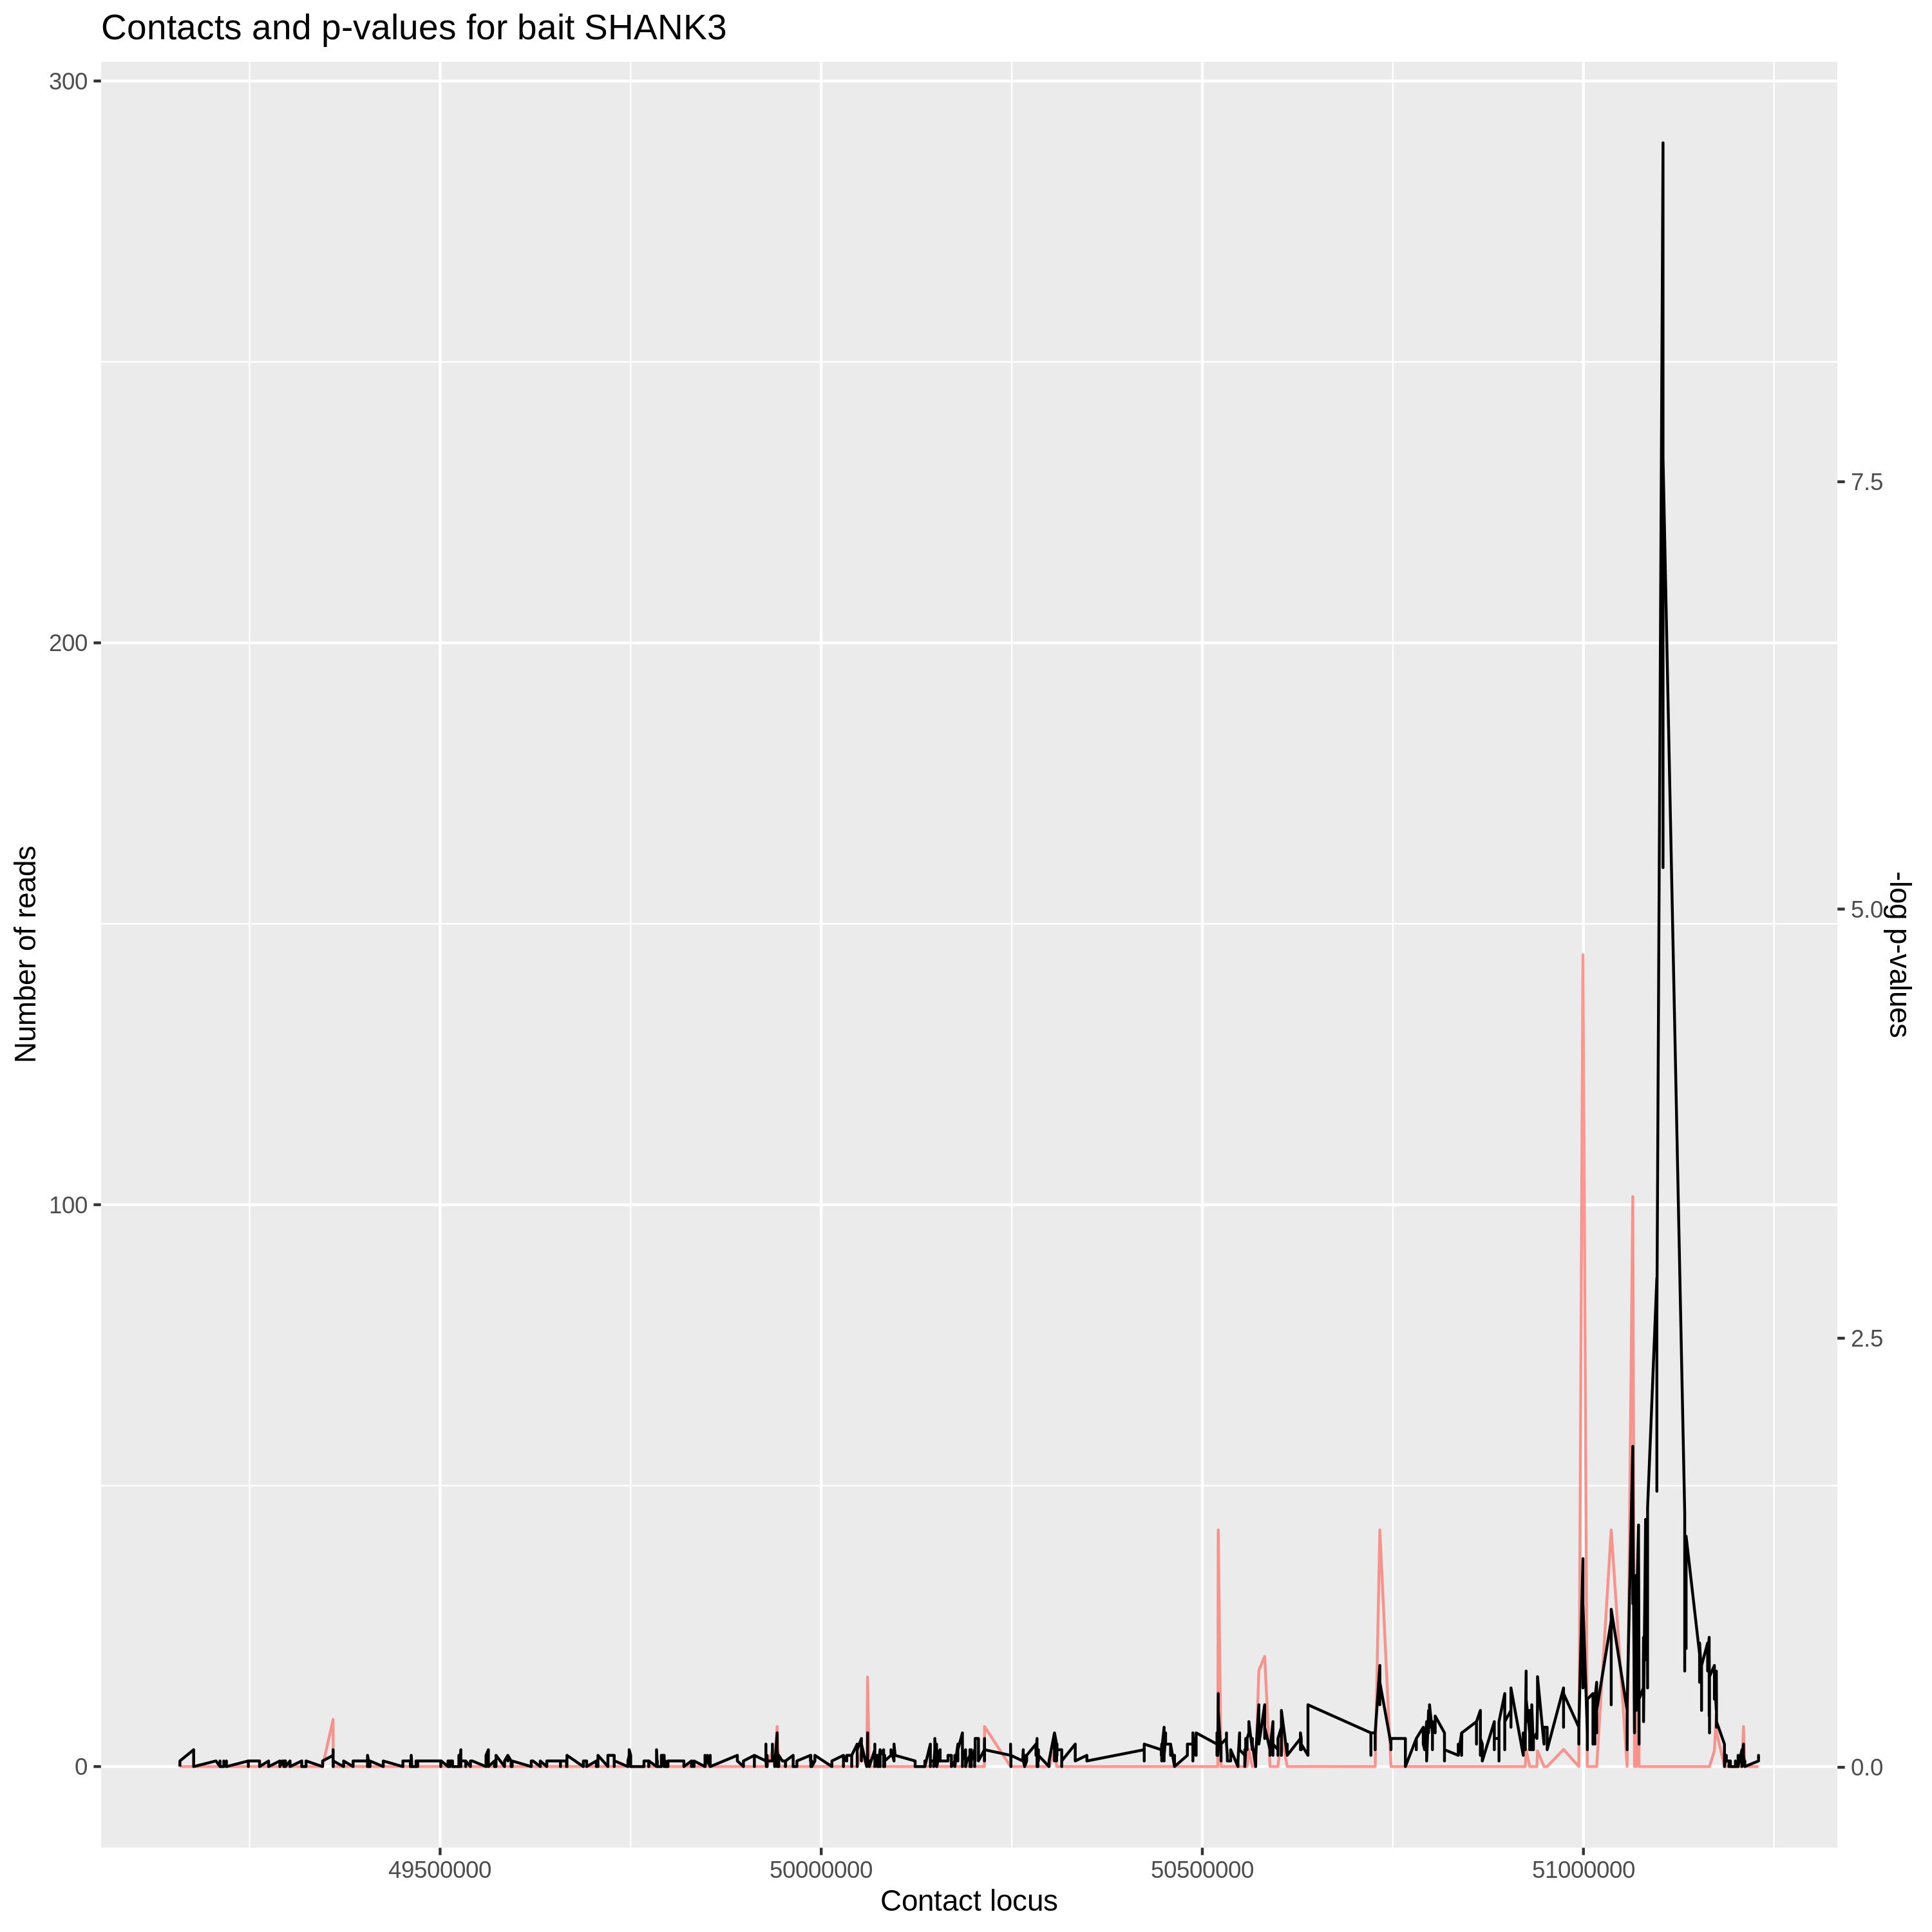 Contacts and p-values for bait SHANK3
300
200
100
0
Number of reads
7.5
5.0
2.5
0.0
-log p-values
49500000 50000000 50500000 51000000
Contact locus